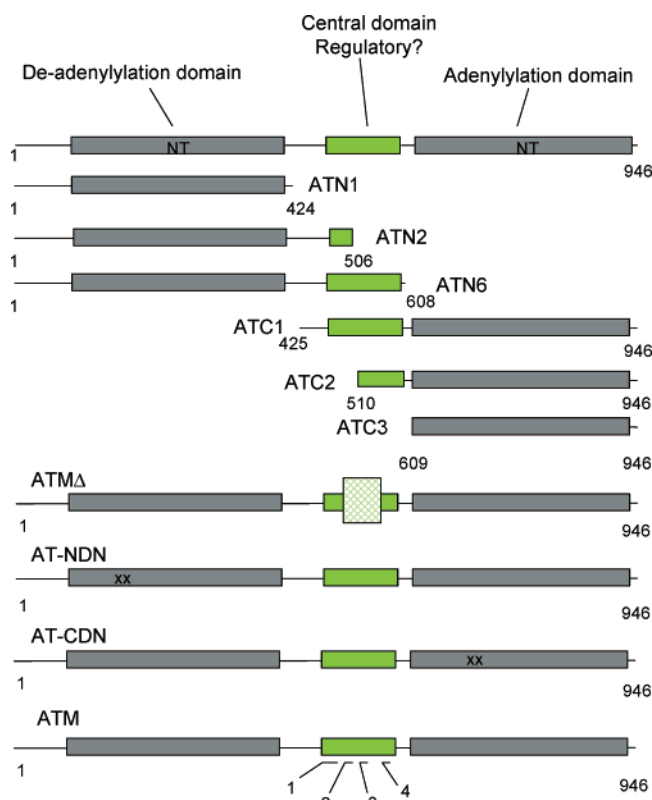 Central domain
Regulatory?
De-adenylylation domain
Adenylylation domain
NT
NT
1
946
ATN1
1
424
ATN2
1
506
ATN6
1
608
ATC1
425
946
ATC2
510
946
ATC3
609
946
ATMΔ
1
946
AT-NDN
xx
1
946
AT-CDN
xx
1
946
ATM
1
946
1
4